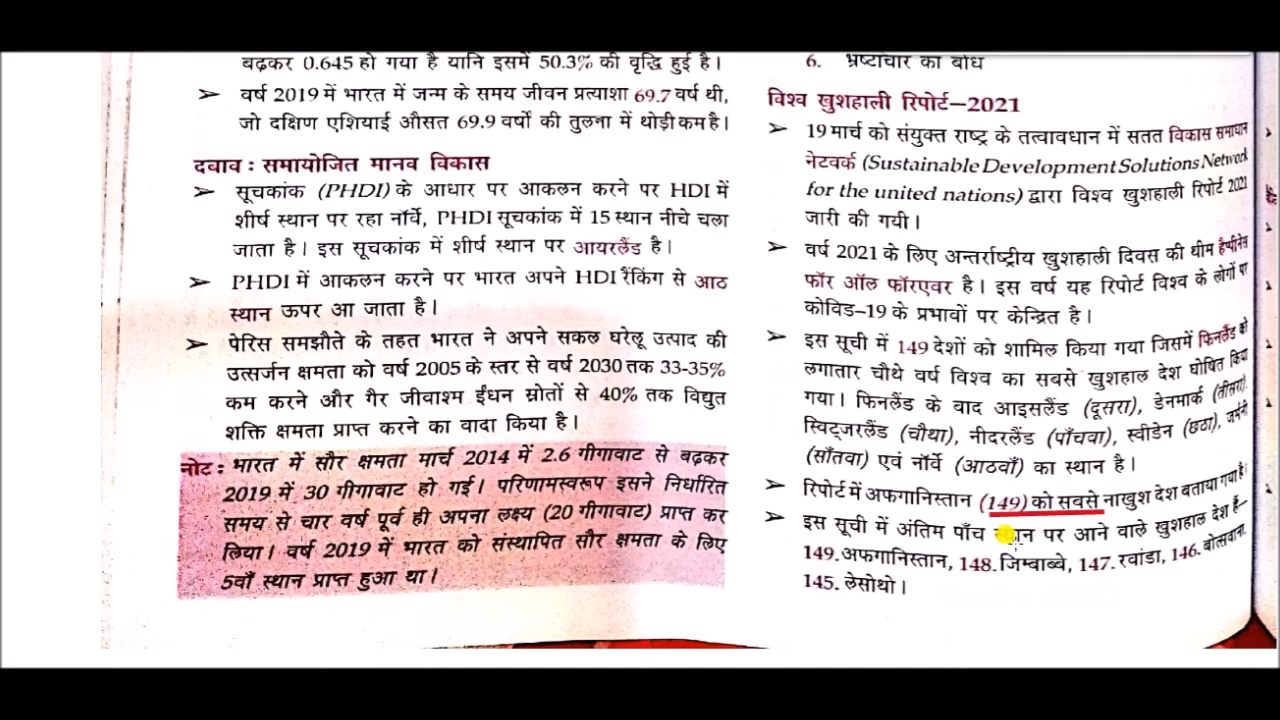 बढ़कर 0.645 हो गया है यानि इसमें 50.3% की वृद्धि हुई है।
➢ वर्ष 2019 में भारत में जन्म के समय जीवन प्रत्याशा 69.7 वर्ष थी,
जो दक्षिण एशियाई औसत 69.9 वर्षो की तुलना में थोड़ी कम है।
दवाव : समायोजित मानव विकास
➢ सूचकांक (PHDI) के आधार पर आकलन करने पर HDI में
शीर्ष स्थान पर रहा नॉर्वे, PHDI सूचकांक में 15 स्थान नीचे चला
जाता है। इस सूचकांक में शीर्ष स्थान पर आयरलैंड है।
➢ PHDI में आकलन करने पर भारत अपने HDI रैंकिंग से आठ
स्थान ऊपर आ जाता है।
➢ पेरिस समझौते के तहत भारत ने अपने सकल घरेलू उत्पाद की
उत्सर्जन क्षमता को वर्ष 2005 के स्तर से वर्ष 2030 तक 33-35%
कम करने और गैर जीवाश्म ईंधन स्रोतों से 40% तक विद्युत
शक्ति क्षमता प्राप्त करने का वादा किया है।
नोट : भारत में सौर क्षमता मार्च 2014 में 2.6 गीगावाट से बढ़कर
2019 में 30 गीगावाट हो गई। परिणामस्वरूप इसने निर्धारित
समय से चार वर्ष पूर्व ही अपना लक्ष्य (20 गीगावाट) प्राप्त कर
लिया। वर्ष 2019 में भारत को संस्थापित सौर क्षमता के लिए
5वाँ स्थान प्राप्त हुआ था।
6. भ्रष्टाचार का बोध
विश्व खुशहाली रिपोर्ट–2021
➢ 19 मार्च को संयुक्त राष्ट्र के तत्वावधान में सतत विकास समाधान
नेटवर्क (Sustainable Development Solutions Network
for the united nations) द्वारा विश्व खुशहाली रिपोर्ट 2021
जारी की गयी।
➢ वर्ष 2021 के लिए अन्तर्राष्ट्रीय खुशहाली दिवस की थीम हैप्पीनेस
फॉर ऑल फॉरएवर है। इस वर्ष यह रिपोर्ट विश्व के लोगों पर
कोविड–19 के प्रभावों पर केन्द्रित है।
➢ इस सूची में 149 देशों को शामिल किया गया जिसमें फिनलैंड को
लगातार चौथे वर्ष विश्व का सबसे खुशहाल देश घोषित किया
गया। फिनलैंड के बाद आइसलैंड (दूसरा), डेनमार्क (तीसरा),
स्विट्जरलैंड (चौथा), नीदरलैंड (पाँचवा), स्वीडेन (छठा), जर्मनी
(साँतवा) एवं नॉर्वे (आठवाँ) का स्थान है।
➢ रिपोर्ट में अफगानिस्तान (149) को सबसे नाखुश देश बताया गया है।
➢ इस सूची में अंतिम पाँच स्थान पर आने वाले खुशहाल देश हैं–
149. अफगानिस्तान, 148. जिम्बाब्वे, 147. रवांडा, 146. बोत्सवाना,
145. लेसोथो।